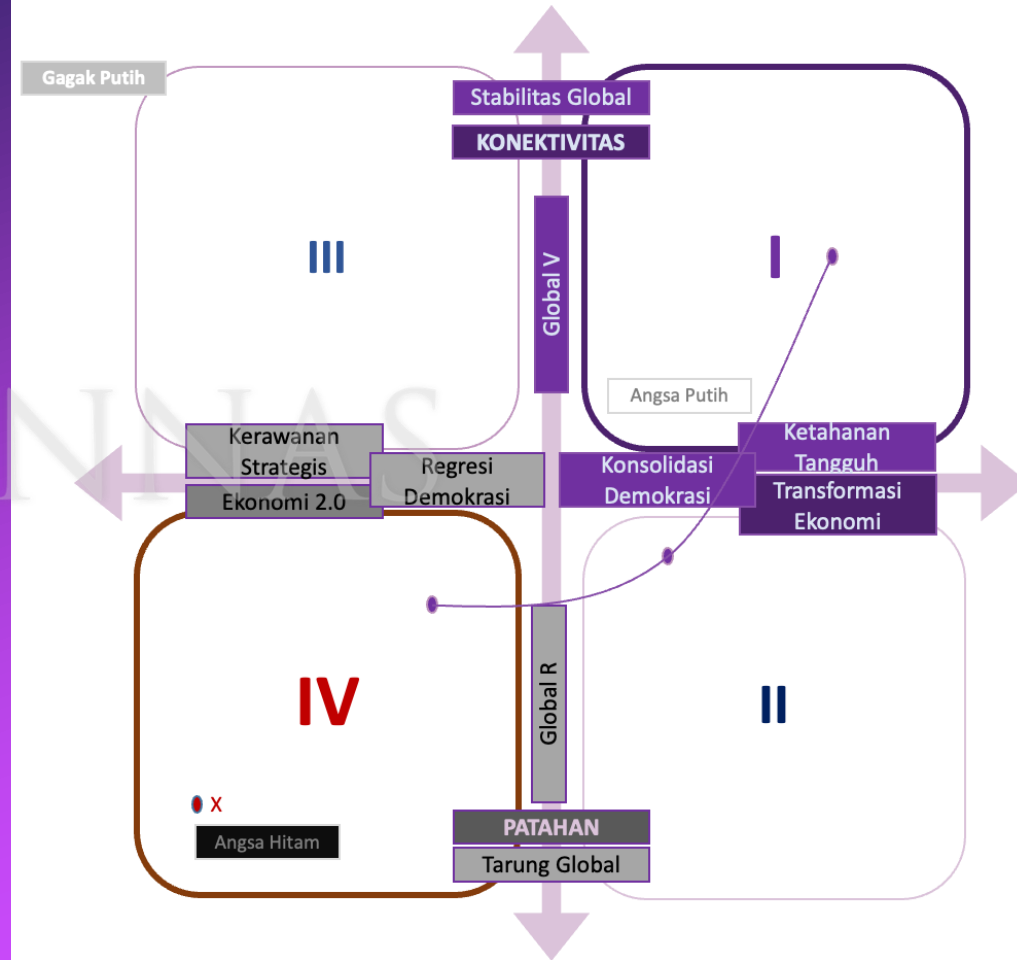 Gagak Putih
Stabilitas Global
KONEKTIVITAS
III
I
Global V
Angsa Putih
Kerawanan
Strategis
Ekonomi 2.0
Regresi
Demokrasi
Konsolidasi
Demokrasi
Ketahanan
Tangguh
Transformasi
Ekonomi
NNAS
IV
Global R
II
X
Angsa Hitam
PATAHAN
Tarung Global